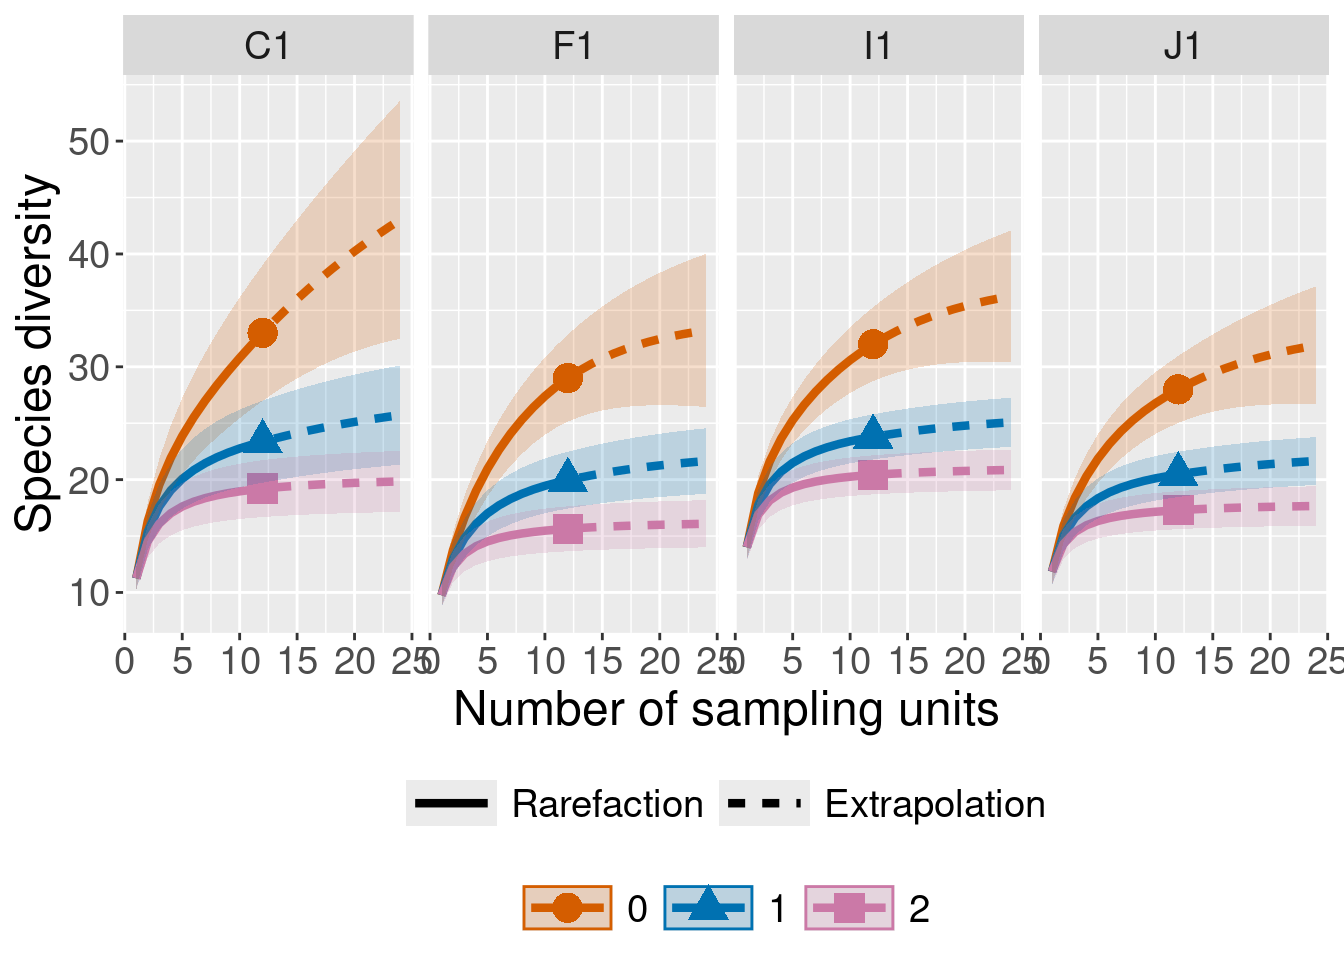 C1 F1 I1 J1
Species diversity
50
40
30
20
10
0 5 10 15 20 25 0 5 10 15 20 25 0 5 10 15 20 25 0 5 10 15 20 25
Number of sampling units
Rarefaction Extrapolation
0 1 2